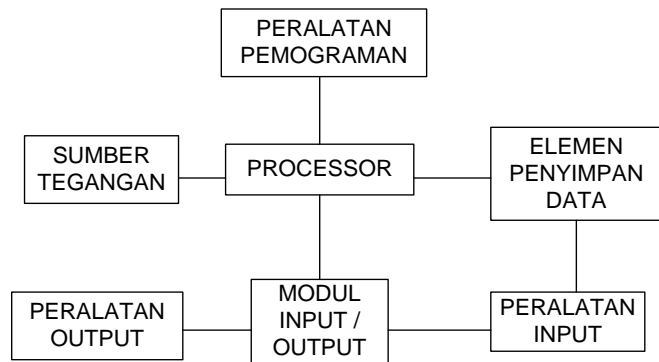 PERALATAN
PEMOGRAMAN
SUMBER
TEGANGAN
PROCESSOR
ELEMEN
PENYIMPAN
DATA
PERALATAN
OUTPUT
MODUL
INPUT /
OUTPUT
PERALATAN
INPUT